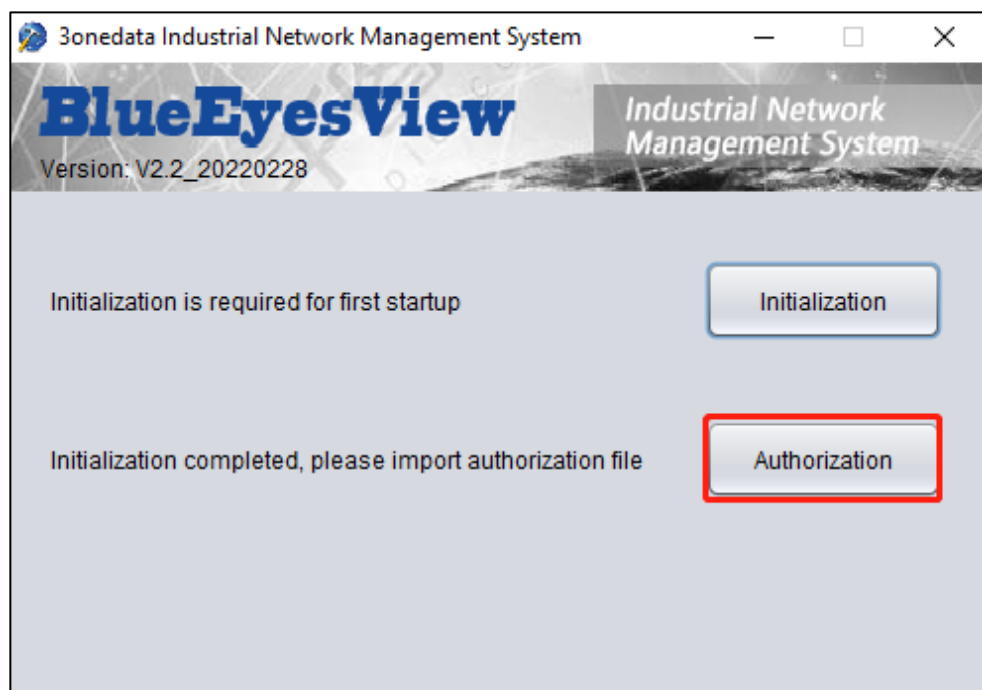 3onedata Industrial Network Management System
BlueEyesView
Industrial Network
Management System
Version: V2.2_20220228
Initialization is required for first startup
Initialization
Initialization completed, please import authorization file
Authorization